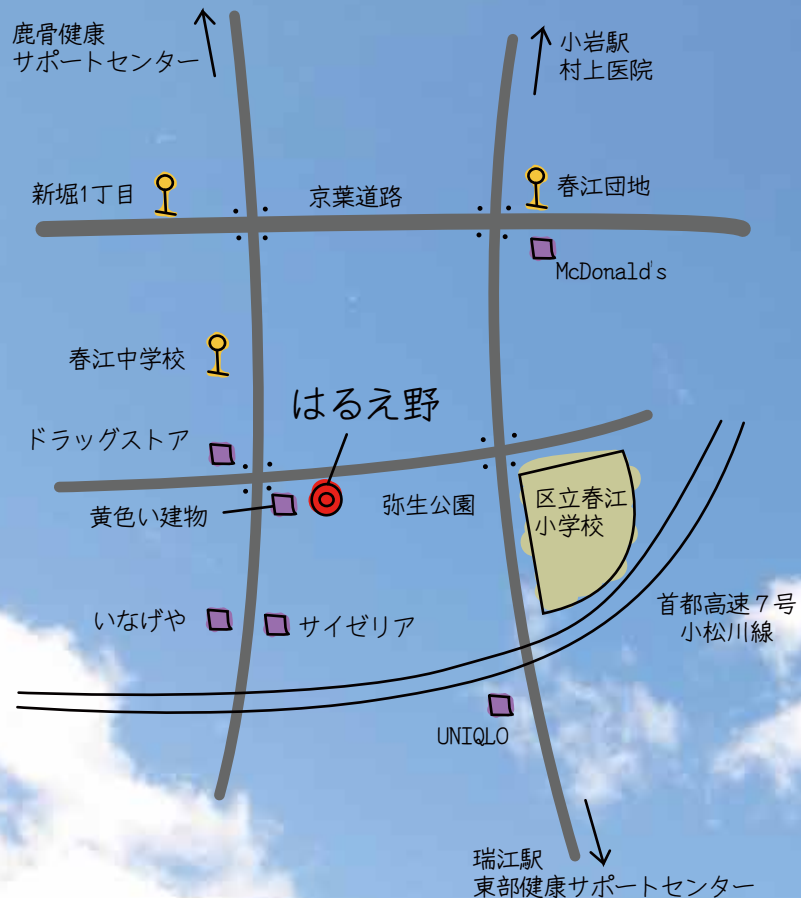 鹿骨健康
サポートセンター
小岩駅
村上医院
新堀1丁目
京葉道路
春江団地
McDonald's
春江中学校
はるえ野
ドラッグストア
黄色い建物
弥生公園
区立春江
小学校
いなげや
サイゼリア
首都高速7号
小松川線
UNIQLO
瑞江駅
東部健康サポートセンター